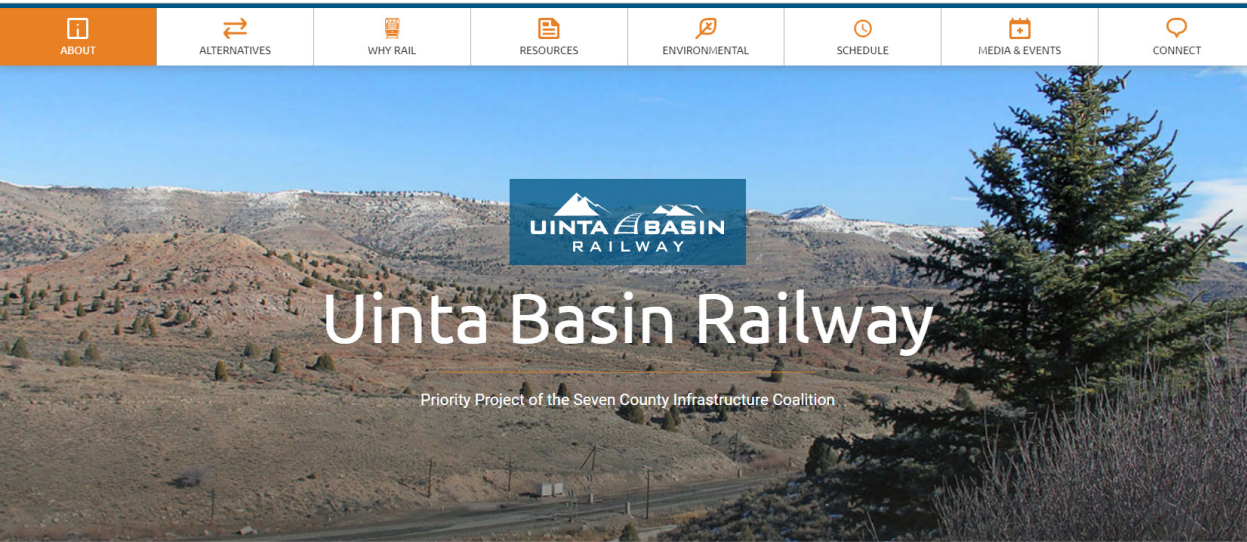 ABOUT
ALTERNATIVES
WHY RAIL
RESOURCES
ENVIRONMENTAL
SCHEDULE
MEDIA & EVENTS
CONNECT
UINTA BASIN
RAILWAY
Uinta Basin Railway
Priority Project of the Seven County Infrastructure Coalition